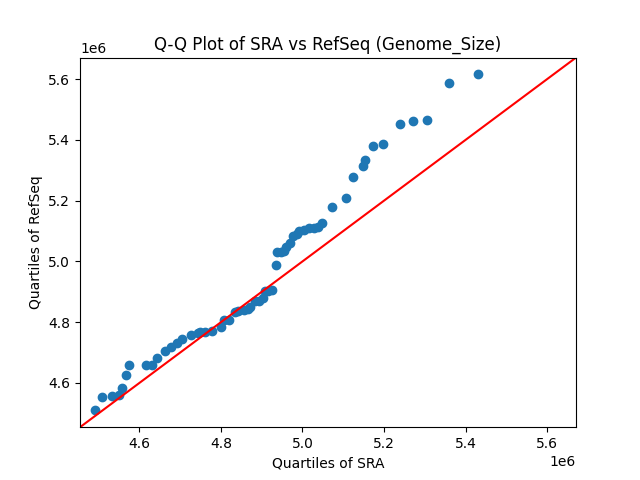 Q-Q Plot of SRA vs RefSeq (Genome_Size)
1e6
5.6
5.4
5.2
5.0
4.8
4.6
Quartiles of RefSeq
4.6 4.8 5.0 5.2 5.4 5.6
1e6
Quartiles of SRA